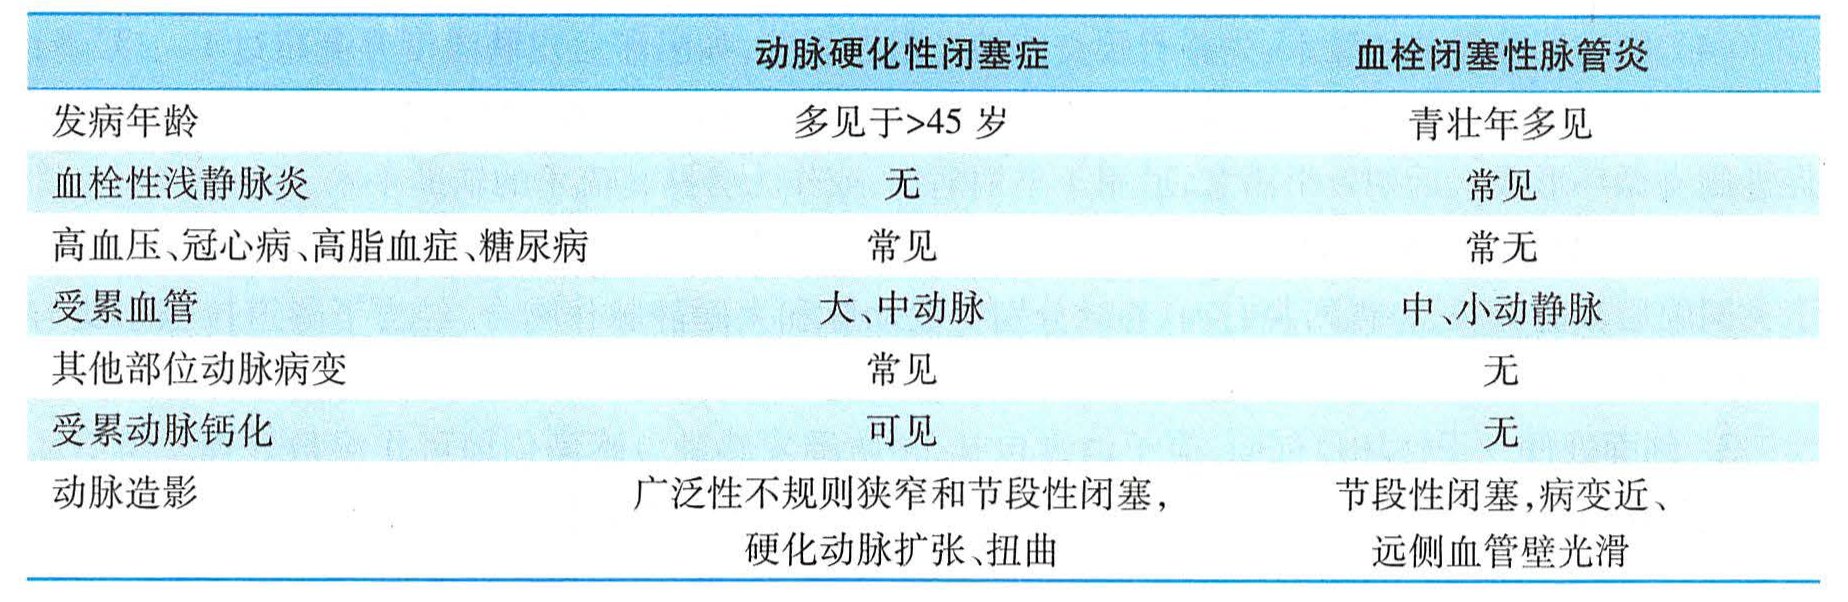 动脉硬化性闭塞症 血栓闭塞性脉管炎
发病年龄 多见于>45 岁 青壮年多见
血栓性浅静脉炎 无 常见
高血压、冠心病、高脂血症、糖尿病 常见 常无
受累血管 大、中动脉 中、小动静脉
其他部位动脉病变 常见 无
受累动脉钙化 可见 无
动脉造影 广泛性不规则狭窄和节段性闭塞, 节段性闭塞,病变近、
硬化动脉扩张、扭曲 远侧血管壁光滑